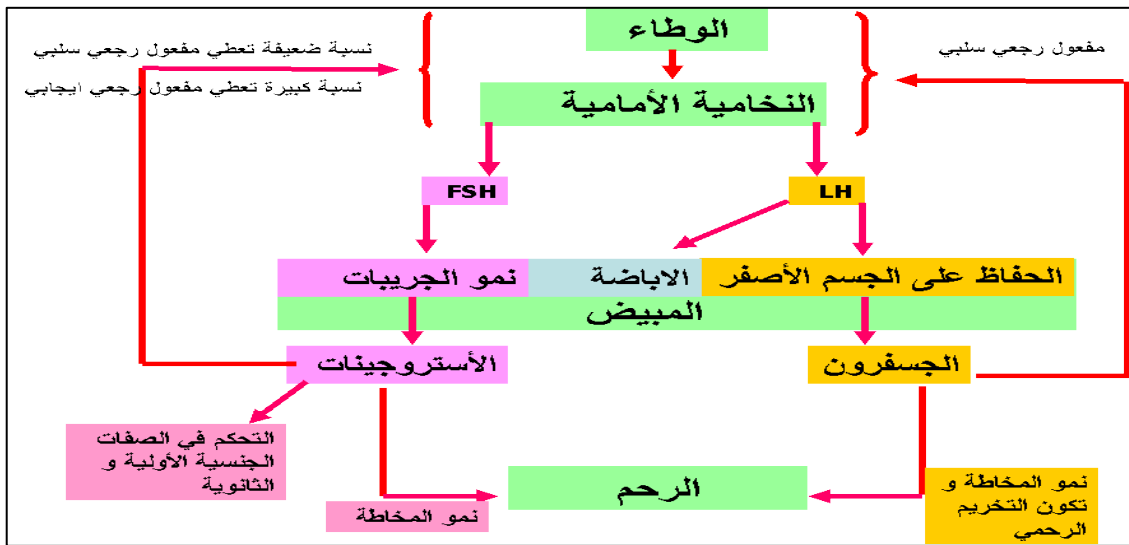 الوطاء
نسبة ضعيفة تعطي مفعول رجعي سلبي
مفعول رجعي سلبي
نسبة كبيرة تعطي مفعول رجعي ايجابي
النخامية الأمامية
FSH
LH
الحفاظ على الجسم الأصفر
الاباضة
نمو الجريبات
المبيض
الأستروجينات
الجسفرون
التحكم في الصفات
الجنسية الأولية و
الثانوية
نمو المخاطة
الرحم
نمو المخاطة و
تكون التخريم
الرحمي